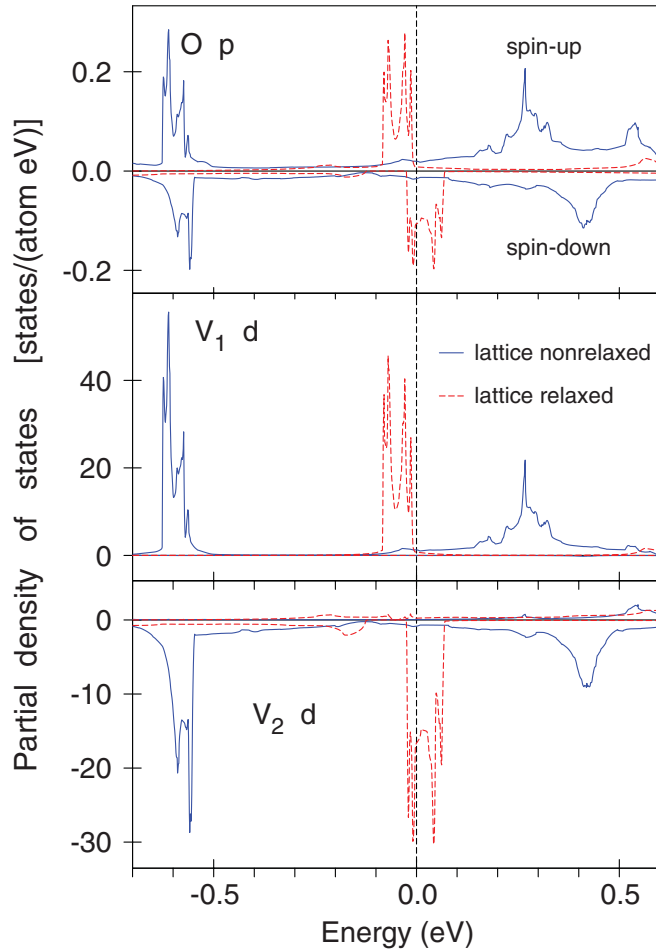 O p
spin-up
0.2
0.0
spin-down
-0.2
V1 d
lattice nonrelaxed
40
lattice relaxed
20
0
0
-10
V2 d
-20
-30
-0.5
0.0
0.5
Energy (eV)
Partial density of states [states/(atom eV)]